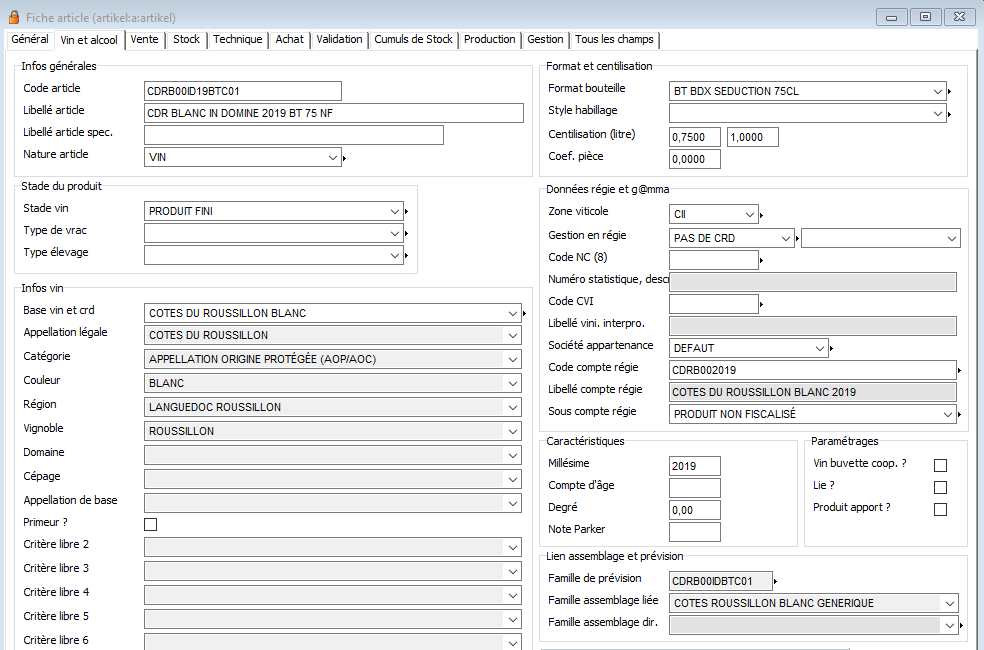 Fiche article (artikel:a:artikel)
Général Vin et alcool Vente Stock Technique Achat Validation Cumuls de Stock Production Gestion Tous les champs
Infos générales
Code article CDRB00ID19BTC01
Libellé article CDR BLANC IN DOMINE 2019 BT 75 NF
Libellé article spec.
Nature article VIN
Stade du produit
Stade vin PRODUIT FINI
Type de vrac
Type élevage
Infos vin
Base vin et crd COTES DU ROUSSILLON BLANC
Appellation légale COTES DU ROUSSILLON
Catégorie APPELLATION ORIGINE PROTÉGÉE (AOP/AOC)
Couleur BLANC
Région LANGUEDOC ROUSSILLON
Vignoble ROUSSILLON
Domaine
Cépage
Appellation de base
Primeur ?
Critère libre 2
Critère libre 3
Critère libre 4
Critère libre 5
Critère libre 6
Format et centilisation
Format bouteille BT BDX SEDUCTION 75CL
Style habillage
Centilisation (litre) 0,7500 1,0000
Coef. pièce 0,0000
Données régie et g@mma
Zone viticole CII
Gestion en régie PAS DE CRD
Code NC (8)
Numéro statistique, descr
Code CVI
Libellé vini. interpro.
Société appartenance DEFAUT
Code compte régie CDRB002019
Libellé compte régie COTES DU ROUSSILLON BLANC 2019
Sous compte régie PRODUIT NON FISCALISÉ
Caractéristiques
Millésime 2019
Compte d'âge
Degré 0,00
Note Parker
Paramétrages
Vin buvette coop. ?
Lie ?
Produit apport ?
Lien assemblage et prévision
Famille de prévision CDRB00IDBTC01
Famille assemblage liée COTES ROUSSILLON BLANC GENERIQUE
Famille assemblage dir.